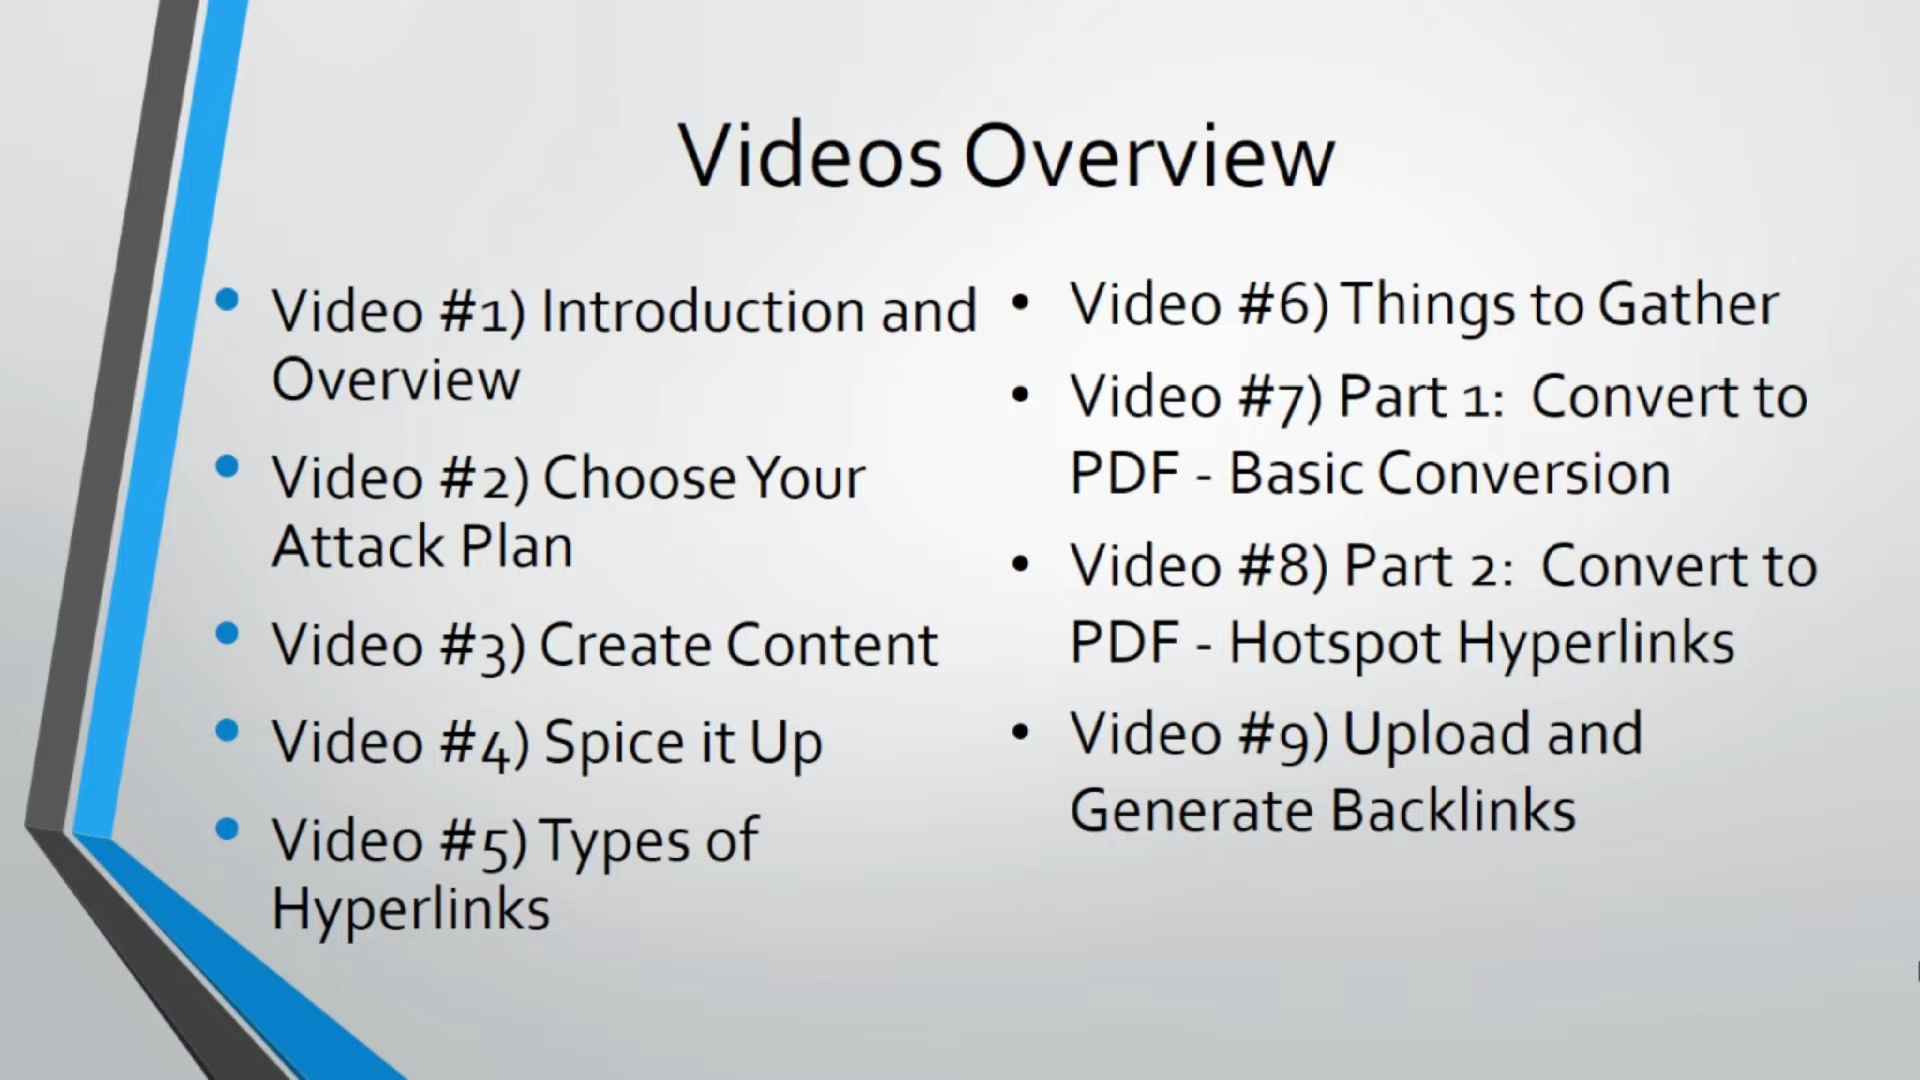 Videos Overview
Video #1) Introduction and
Overview
Video #2) Choose Your
Attack Plan
Video #3) Create Content
Video #4) Spice it Up
Video #5) Types of
Hyperlinks
Video #6) Things to Gather
Video #7) Part 1:  Convert to
PDF - Basic Conversion
Video #8) Part 2:  Convert to
PDF - Hotspot Hyperlinks
Video #9) Upload and
Generate Backlinks